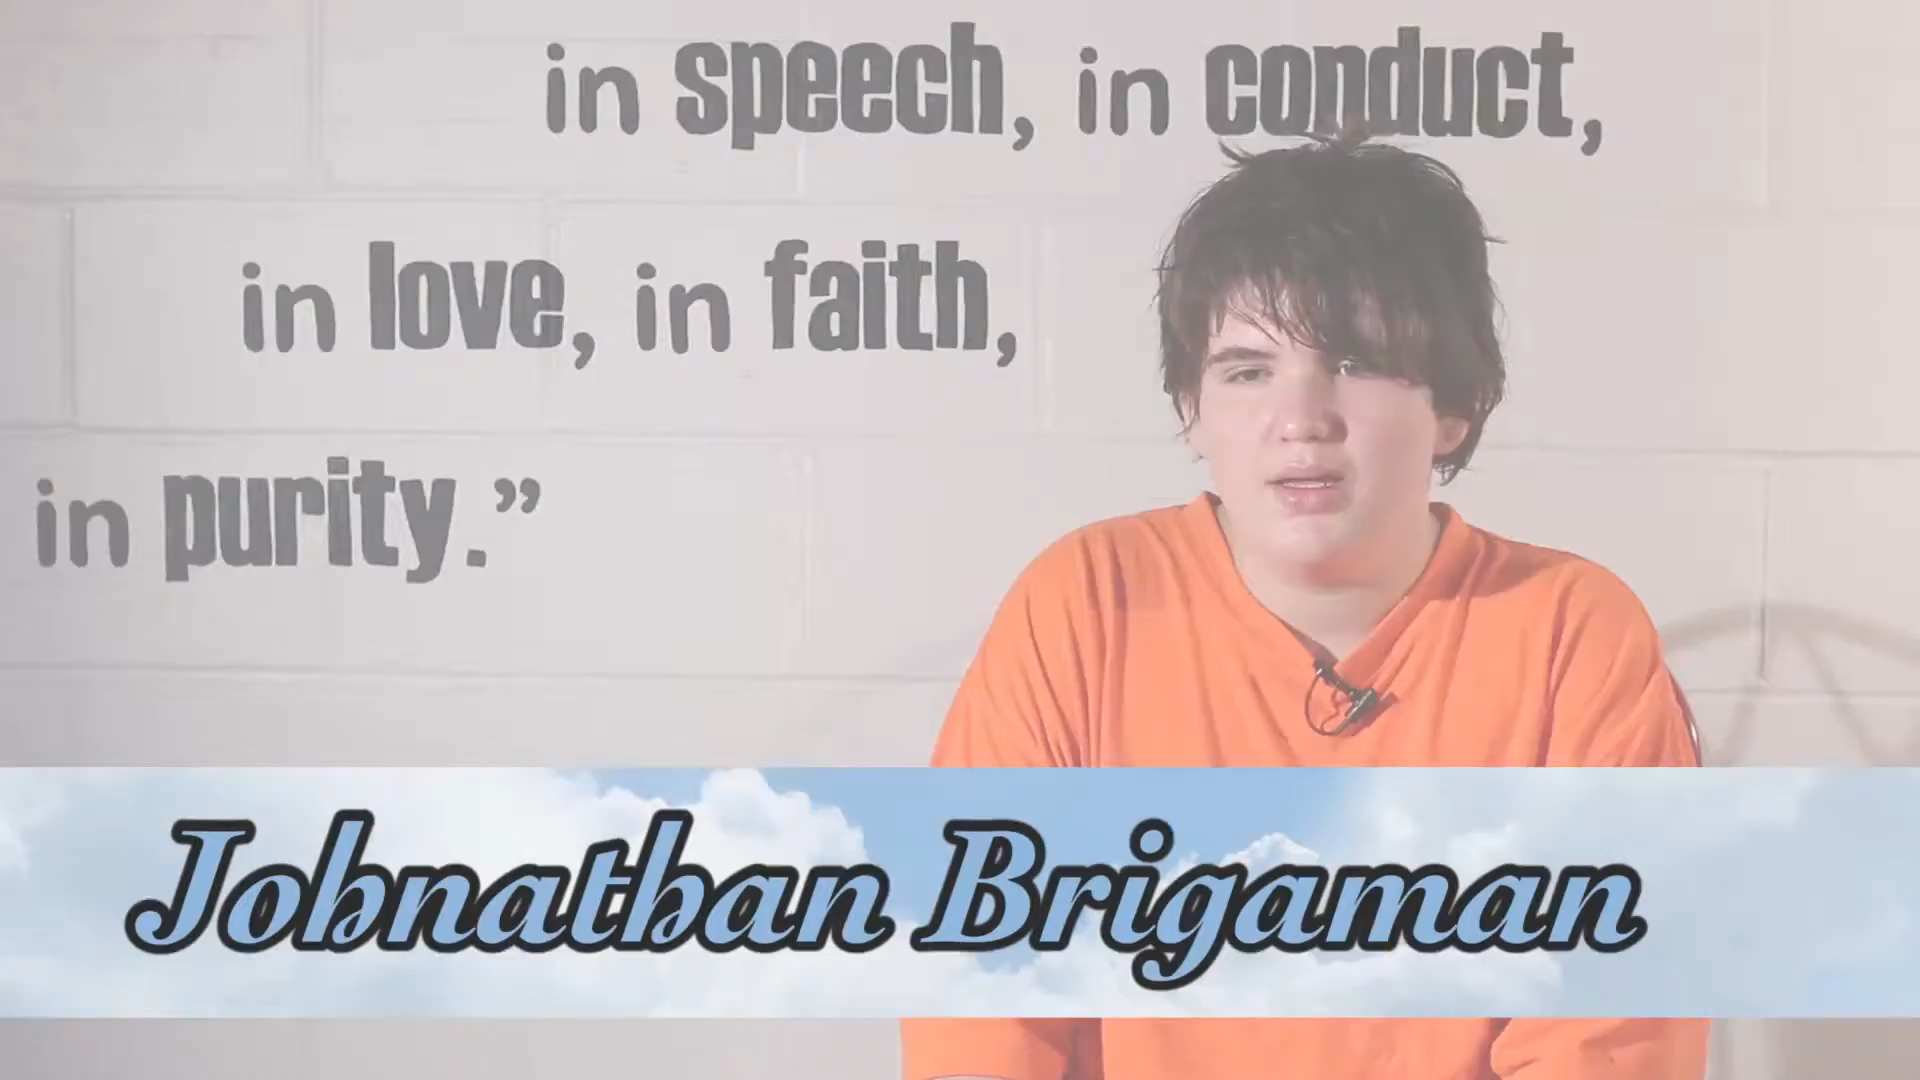 in speech, in conduct,
in love, in faith,
in purity.”
Johnathan Brigaman